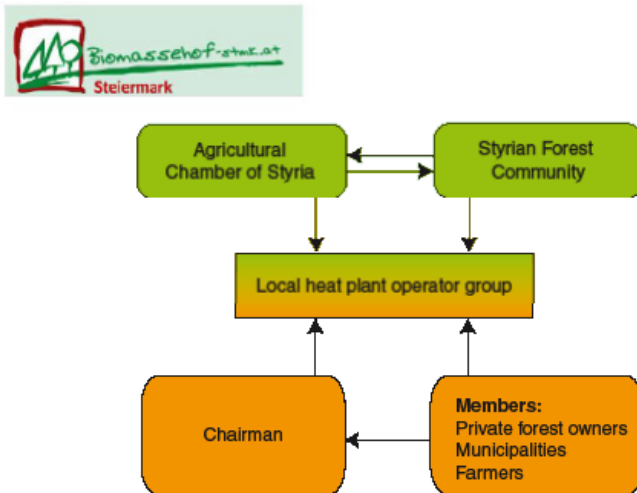 Biomassehof-stmk.at
Steiermark
Agricultural
Chamber of Styria
Styrian Forest
Community
Local heat plant operator group
Chairman
Members:
Private forest owners
Municipalities
Farmers